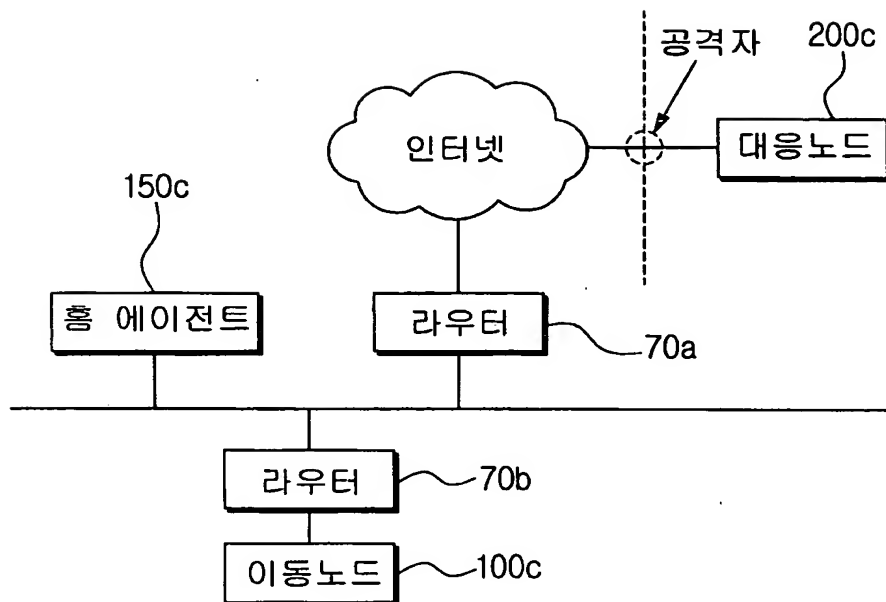 공격자
200c
인터넷
대응노드
150c
홈 에이전트
라우터
70a
라우터
70b
이동노드
100c